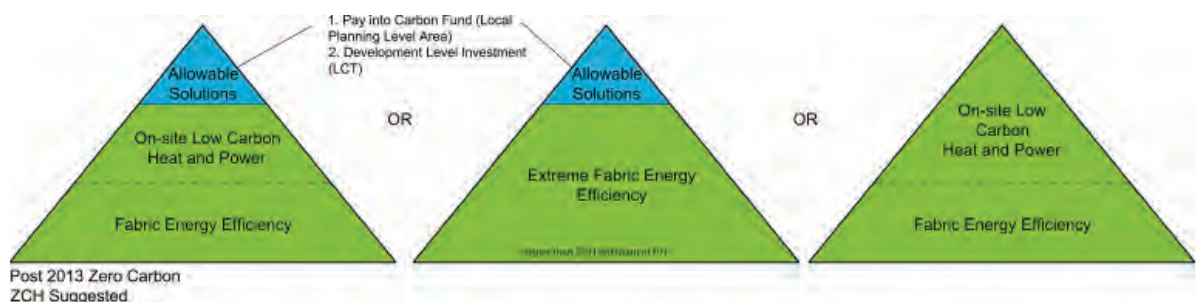 1. Pay into Carbon Fund (Local
Planning Level Area)
2. Development Level Investment
(LCT)
Allowable
Solutions
On-site Low Carbon
Heat and Power
Fabric Energy Efficiency
OR
Allowable
Solutions
Extreme Fabric Energy
Efficiency
OR
On-site Low
Carbon
Heat and Power
Fabric Energy Efficiency
Post 2013 Zero Carbon
ZCH Suggested